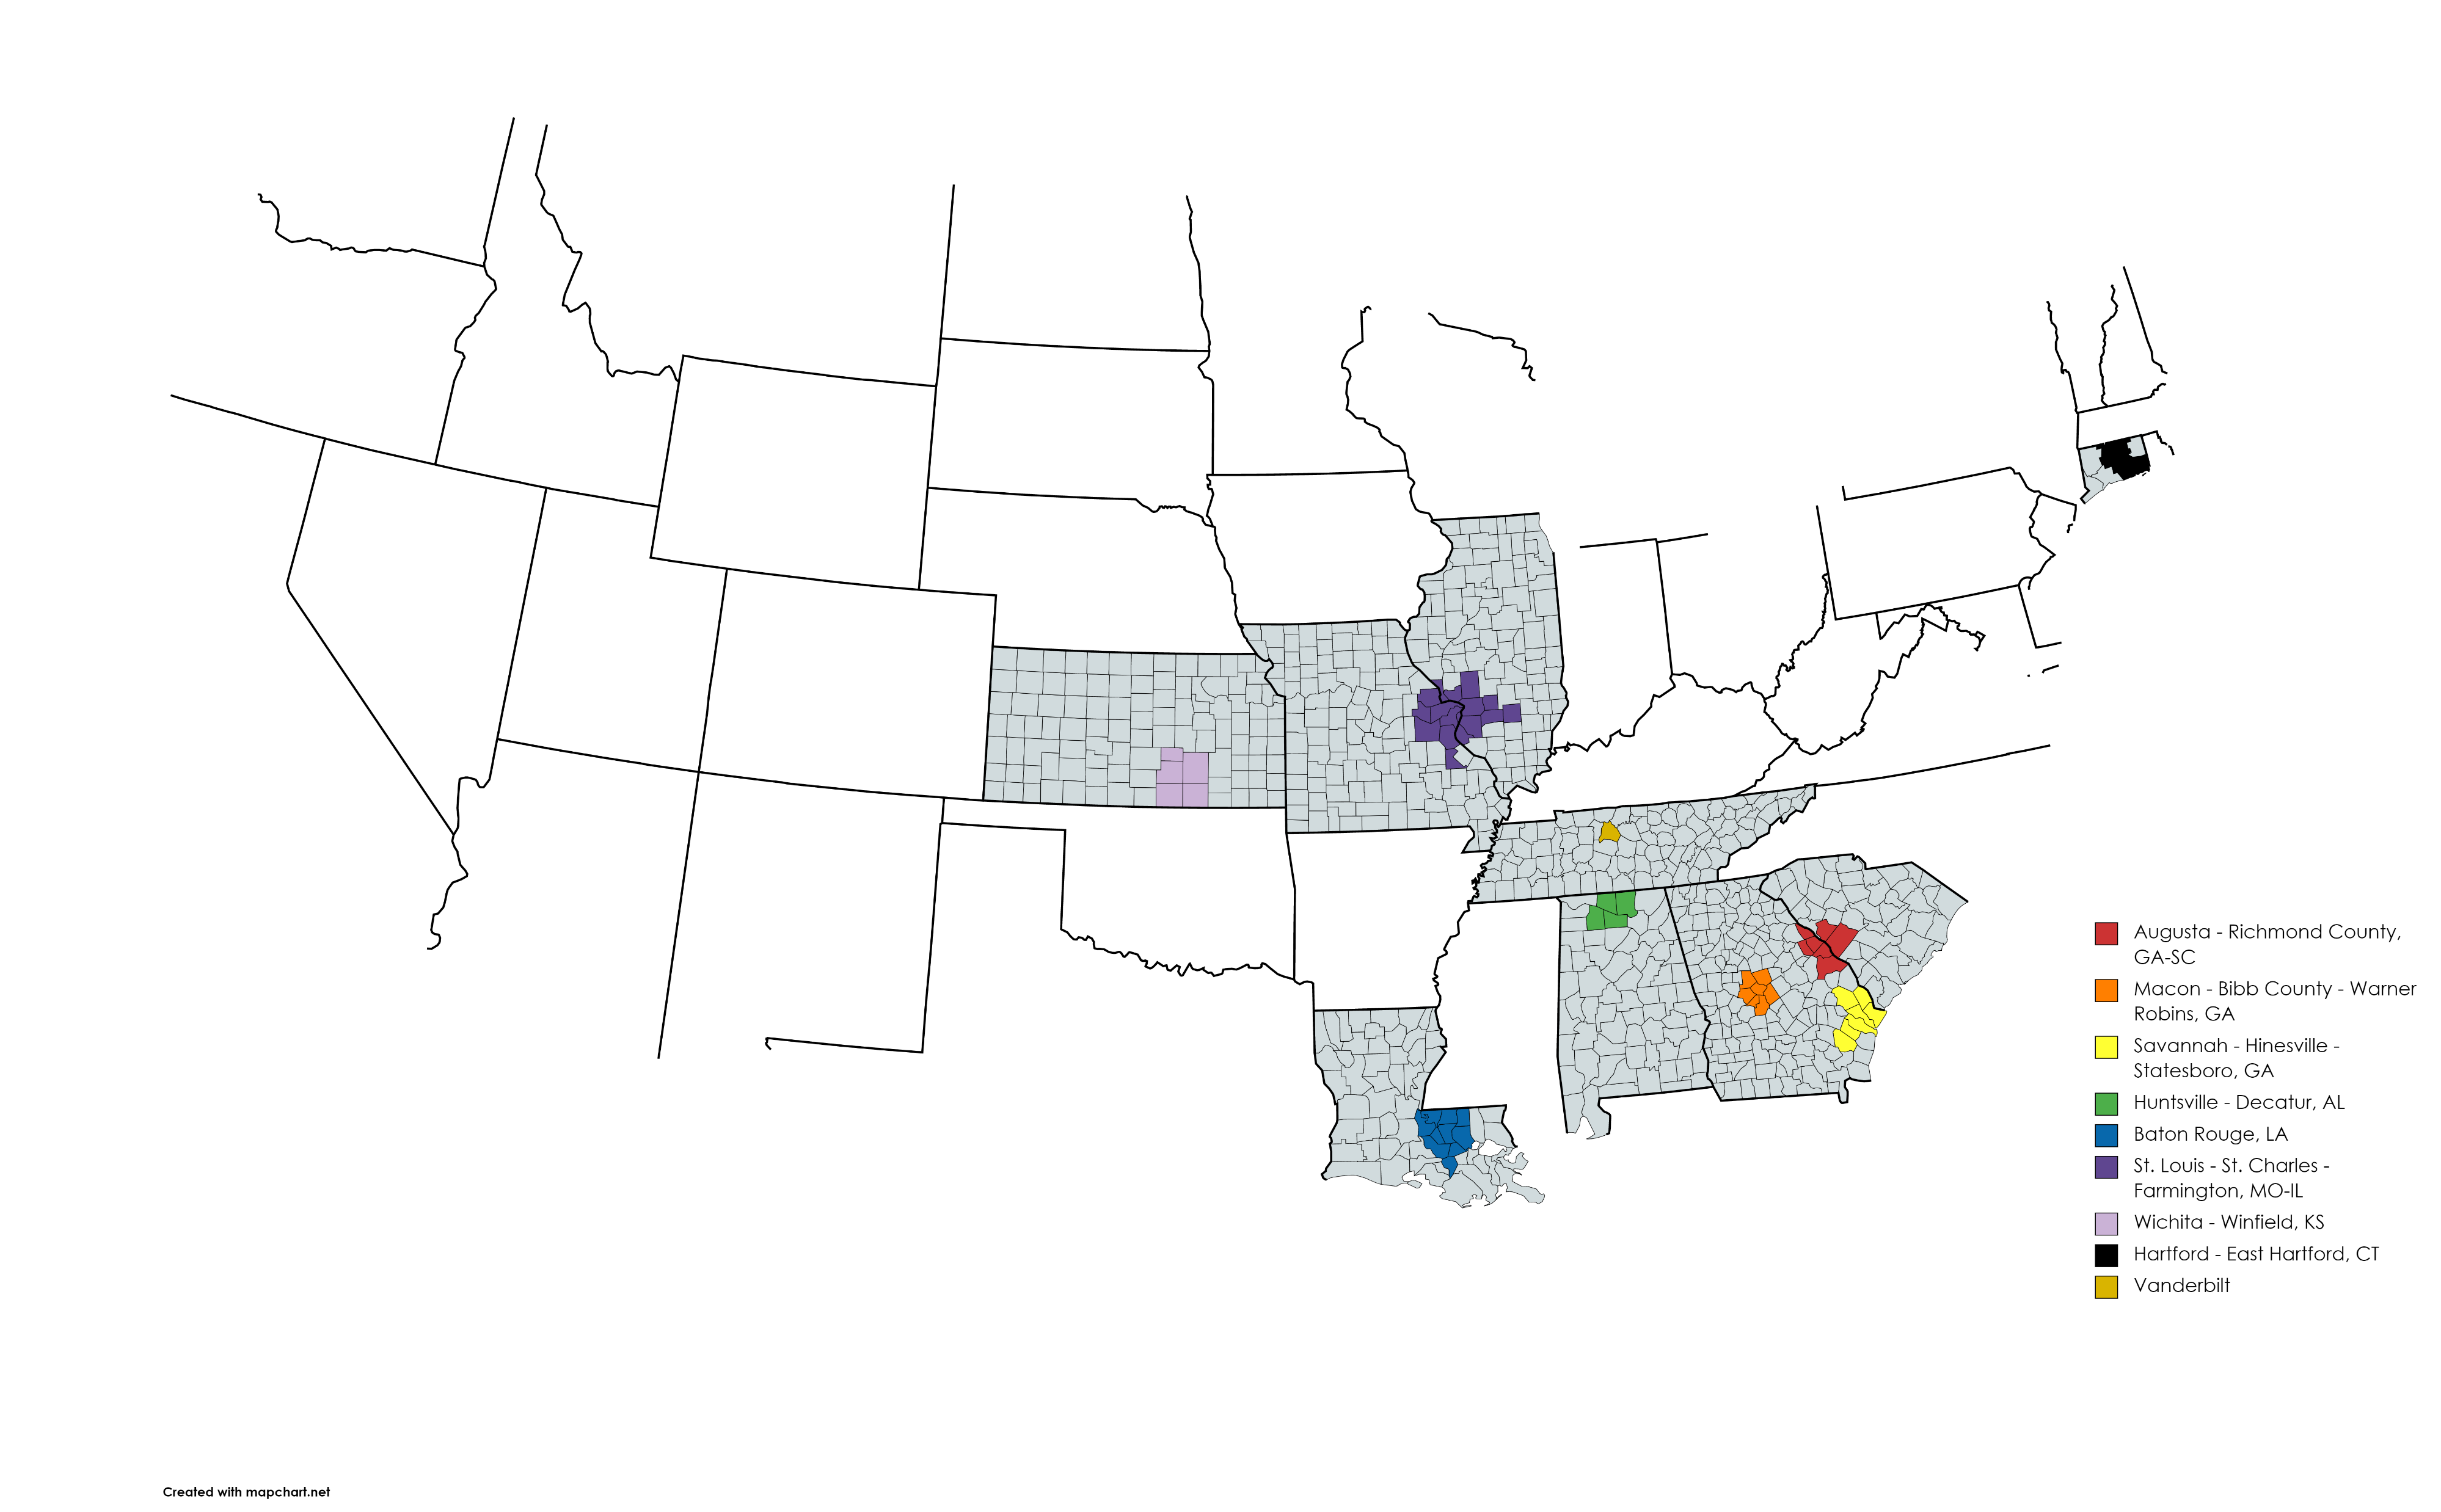 Augusta - Richmond County,
GA-SC
Macon - Bibb County - Warner
Robins, GA
Savannah - Hinesville -
Statesboro, GA
Huntsville - Decatur, AL
Baton Rouge, LA
St. Louis - St. Charles -
Farmington, MO-IL
Wichita - Winfield, KS
Hartford - East Hartford, CT
Vanderbilt
Created with mapchart.net